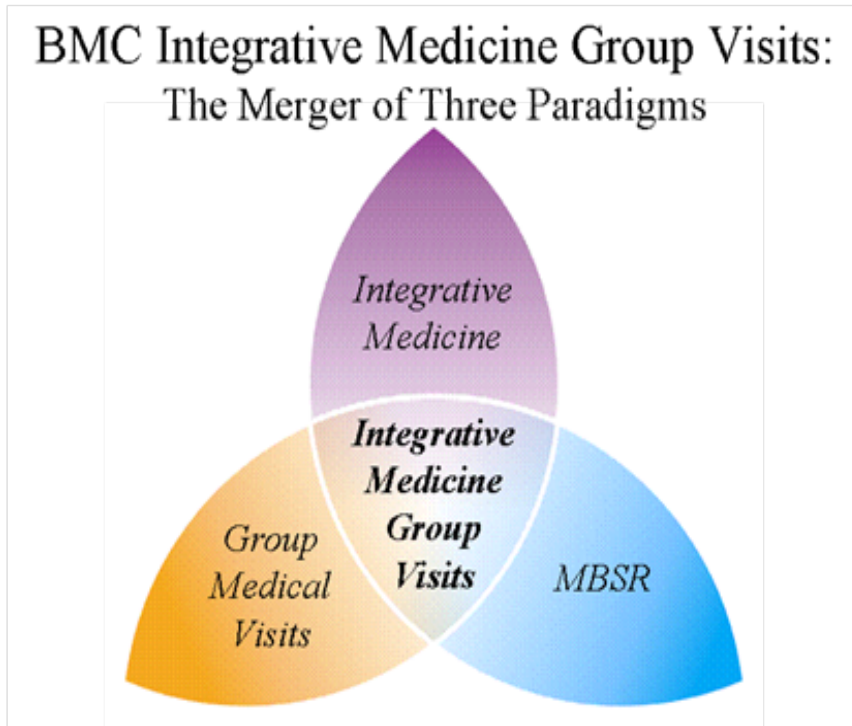 BMC Integrative Medicine Group Visits:
The Merger of Three Paradigms
Integrative
Medicine
Integrative
Medicine
Group
Visits
Group
Medical
Visits
MBSR